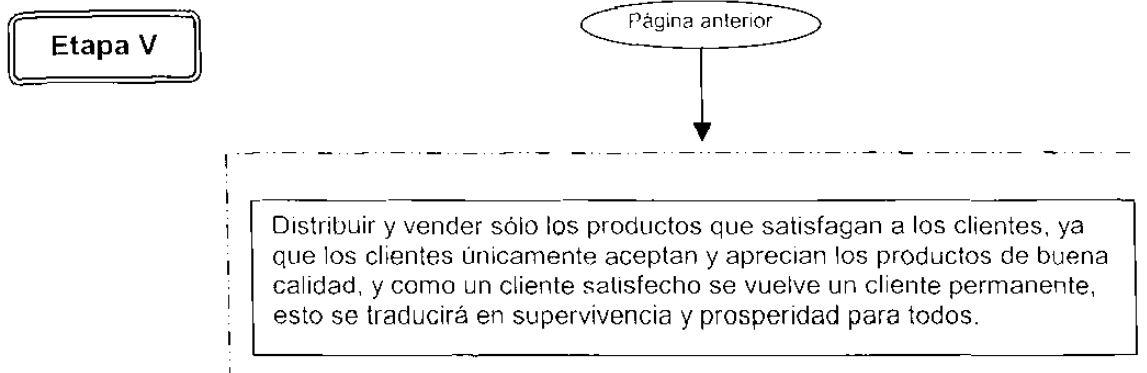 Etapa V
Página anterior
Distribuir y vender sólo los productos que satisfagan a los clientes, ya
que los clientes únicamente aceptan y aprecian los productos de buena
calidad, y como un cliente satisfecho se vuelve un cliente permanente,
esto se traducirá en supervivencia y prosperidad para todos.